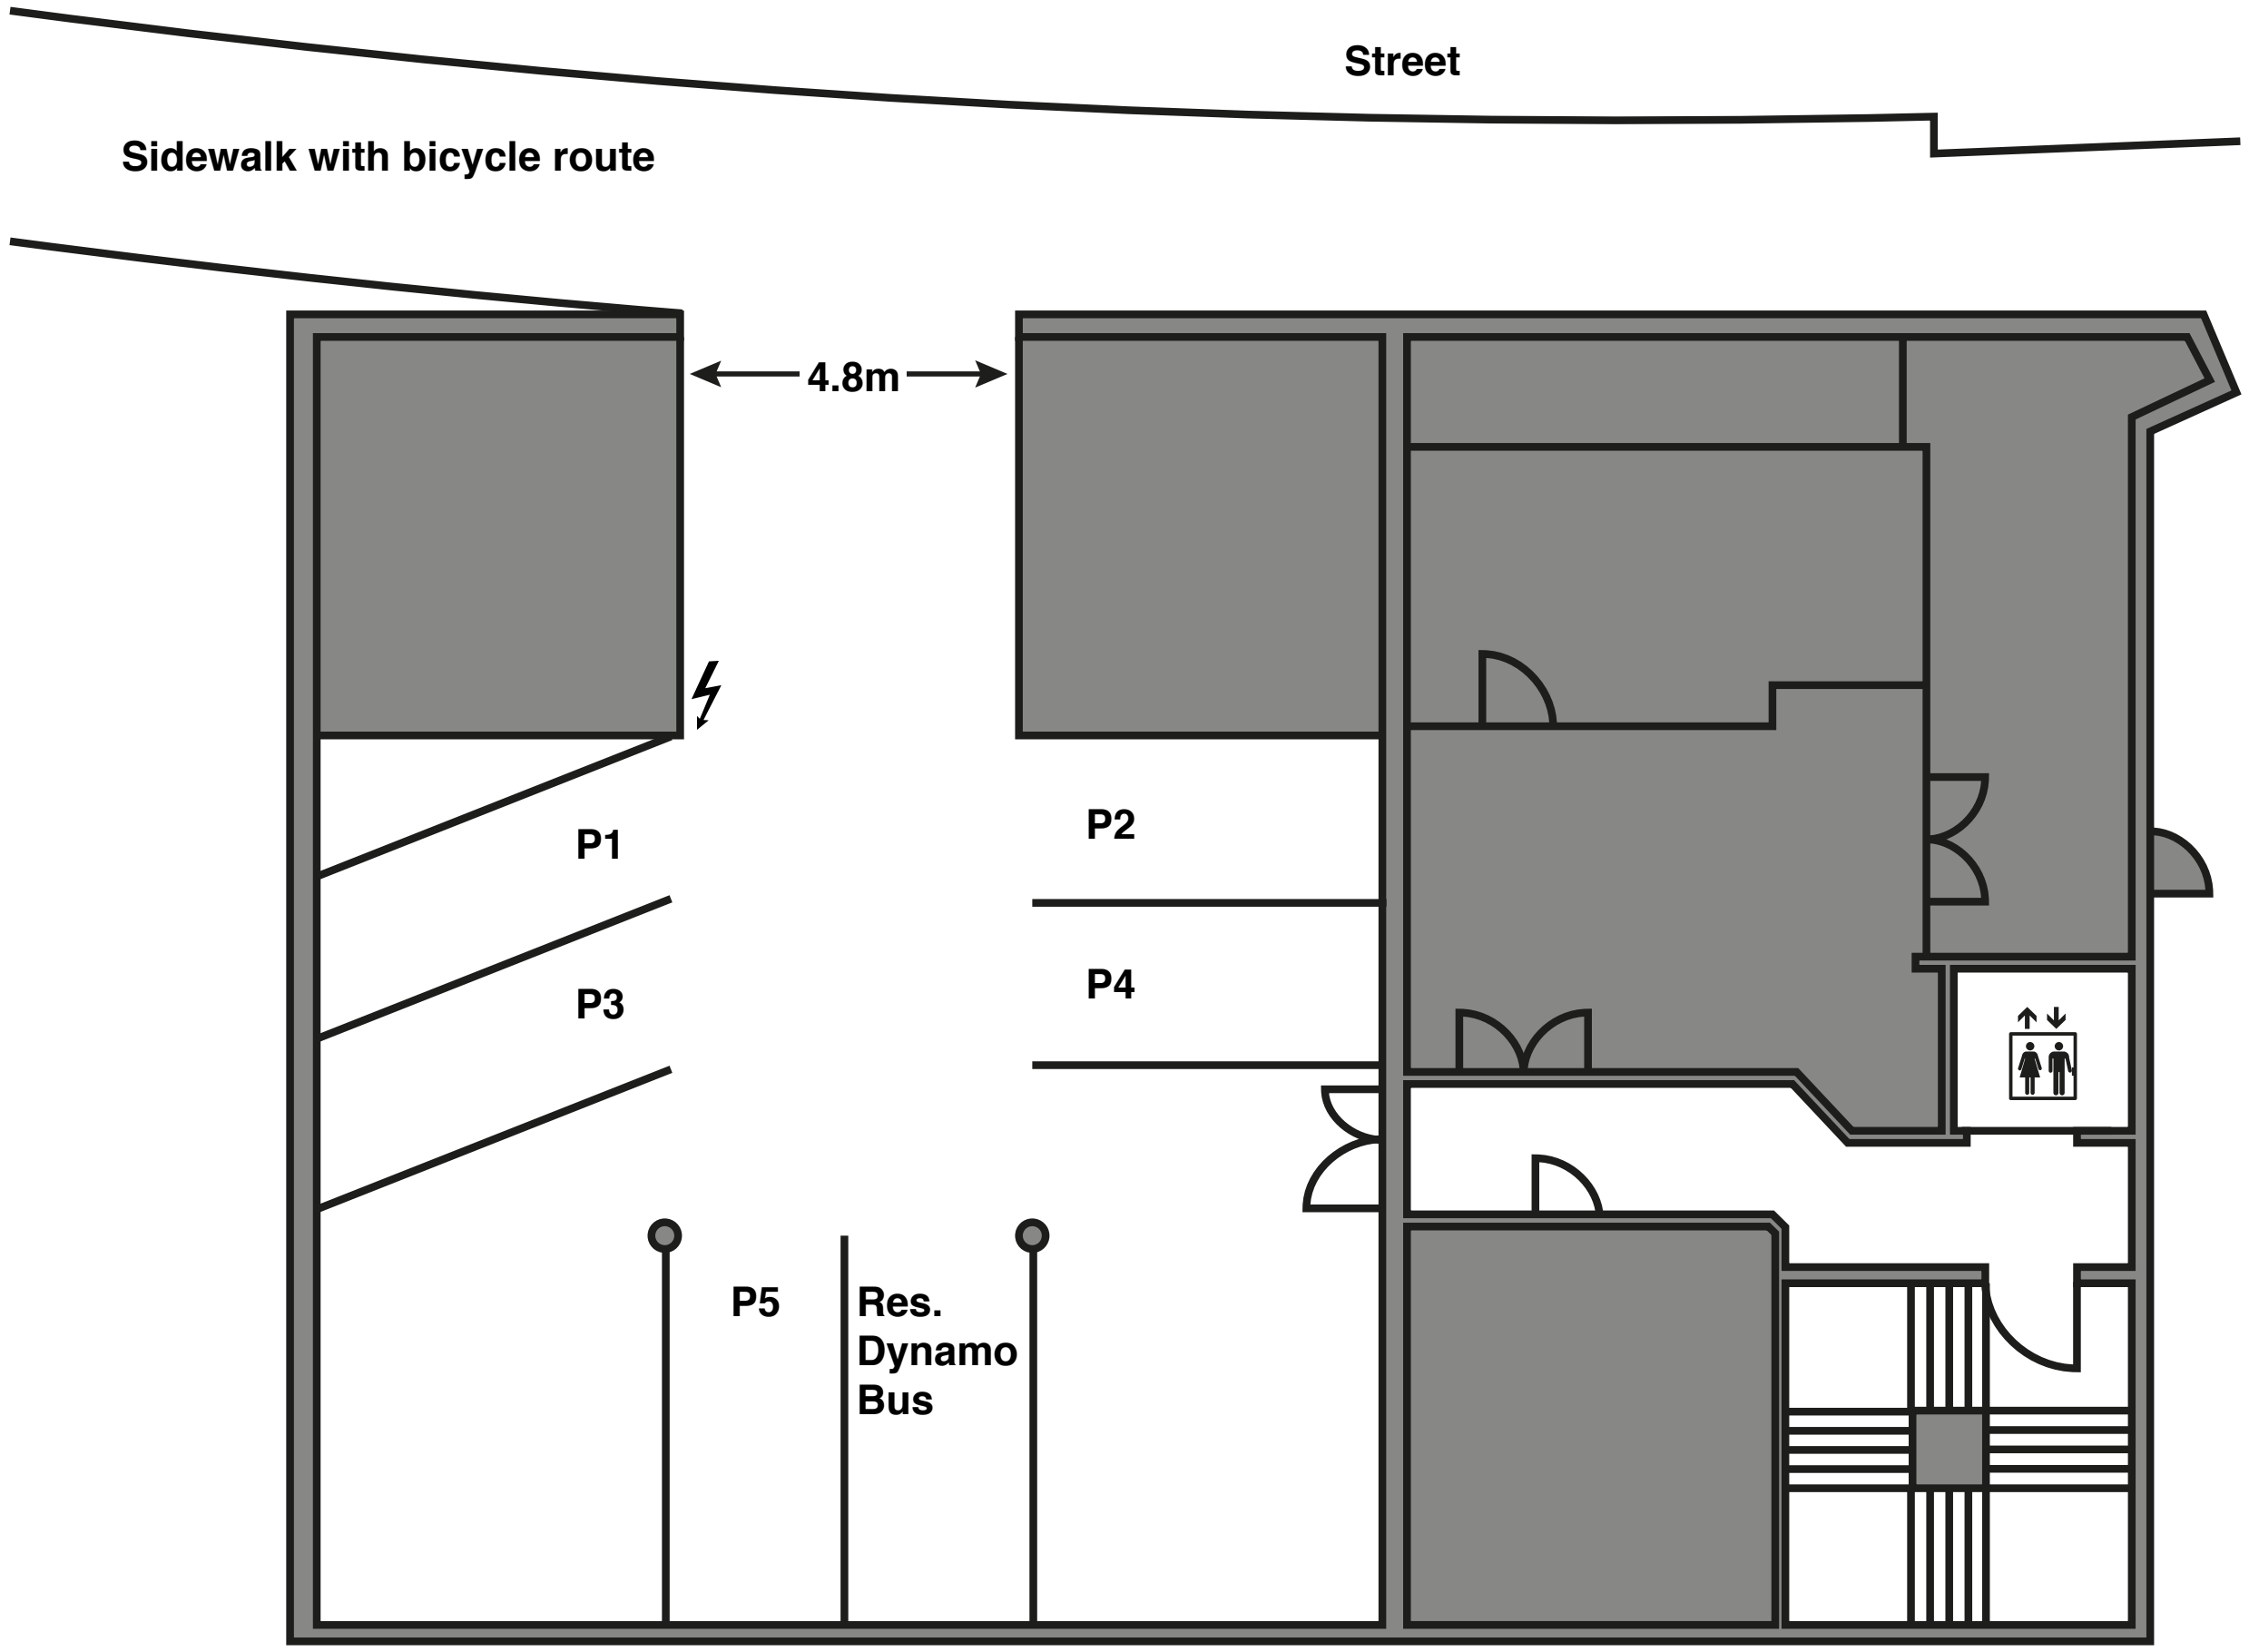 Street
Sidewalk with bicycle route
4.8m
P1
P2
P3
P4
P5
Res.
Dynamo
Bus